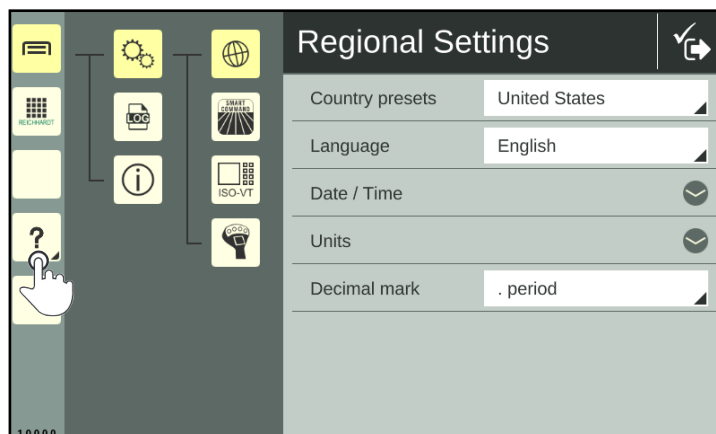 Regional Settings
REICHHARDT
LOG
SMART
COMMAND
ISO-VT
?
Country presets United States
Language English
Date / Time
Units
Decimal mark . period